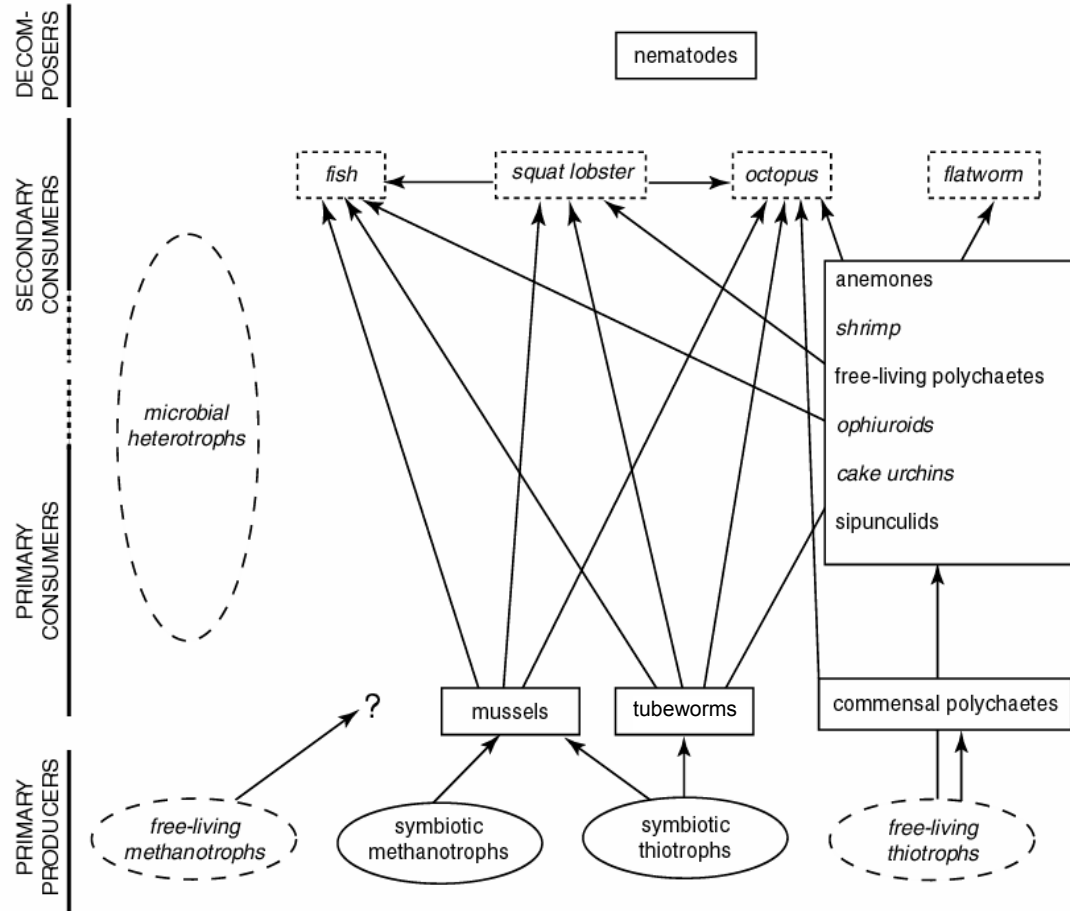 DECOM-
POSERS
nematodes
SECONDARY
CONSUMERS
fish
squat lobster
octopus
flatworm
anemones
shrimp
free-living polychaetes
ophiuroids
cake urchins
sipunculids
microbial
heterotrophs
PRIMARY
CONSUMERS
?
mussels
tubeworms
commensal polychaetes
PRIMARY
PRODUCERS
free-living
methanotrophs
symbiotic
methanotrophs
symbiotic
thiotrophs
free-living
thiotrophs